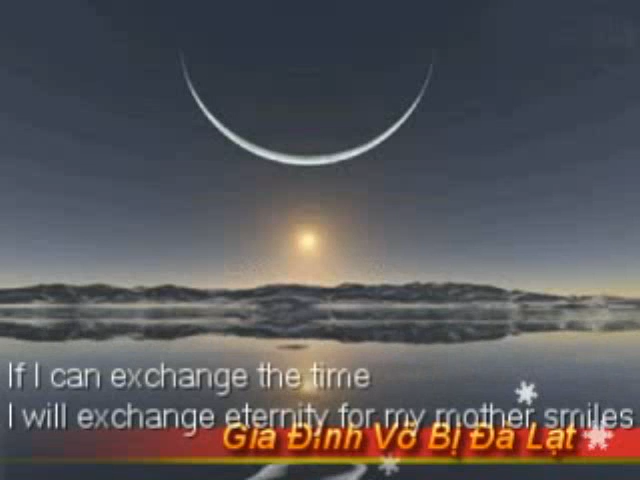 If I can exchange the time
I will exchange eternity for my mother smiles
Gia Đình Võ Bị Đà Lạt